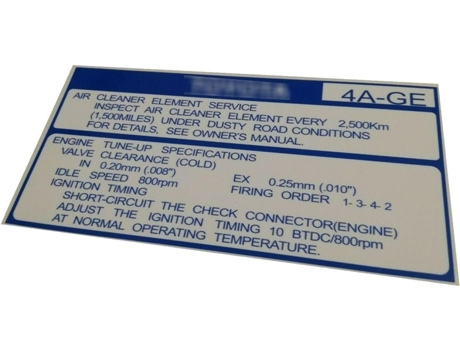 4A-GE
AIR CLEANER ELEMENT SERVICE
INSPECT AIR CLEANER ELEMENT EVERY 2,500Km
(1,500MILES) UNDER DUSTY ROAD CONDITIONS
FOR DETAILS, SEE OWNER'S MANUAL.
ENGINE TUNE-UP SPECIFICATIONS
VALVE CLEARANCE (COLD)
IN 0.20mm (.008") EX 0.25mm (.010")
IDLE SPEED 800rpm FIRING ORDER 1-3-4-2
IGNITION TIMING
SHORT-CIRCUIT THE CHECK CONNECTOR(ENGINE)
ADJUST THE IGNITION TIMING 10 BTDC/800rpm
AT NORMAL OPERATING TEMPERATURE.